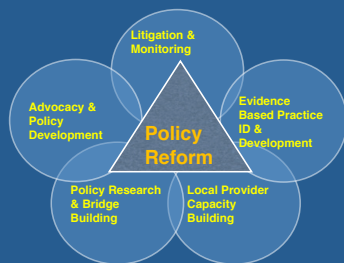 Litigation &
Monitoring
Advocacy &
Policy
Development
Evidence
Based Practice
ID &
Development
Policy
Reform
Policy Research
& Bridge
Building
Local Provider
Capacity
Building